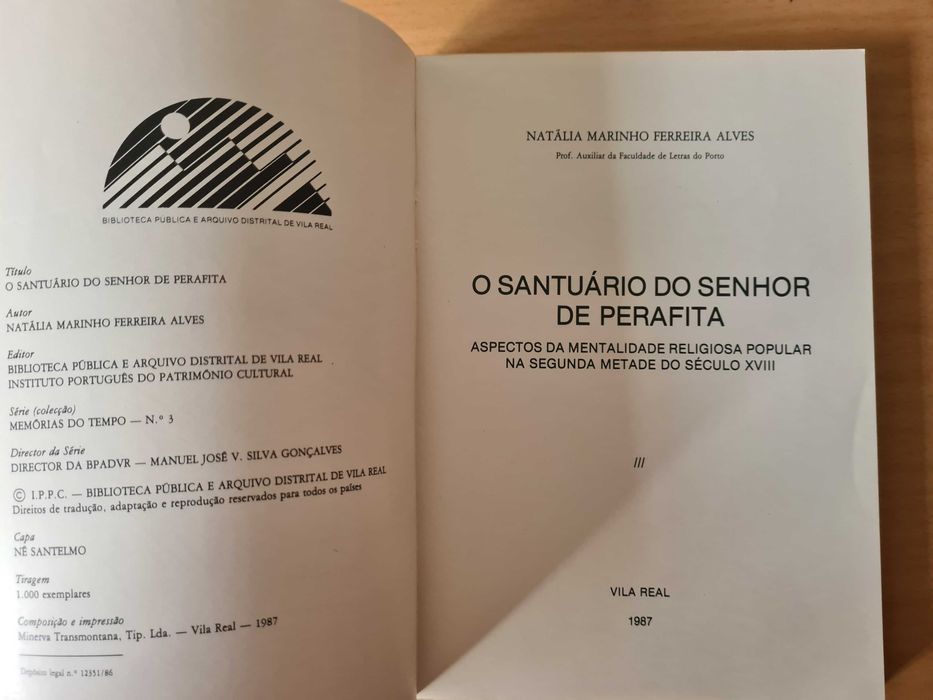 BIBLIOTECA PÚBLICA E ARQUIVO DISTRITAL DE VILA REAL
Título
O SANTUÁRIO DO SENHOR DE PERAFITA
Autor
NATÁLIA MARINHO FERREIRA ALVES
Editor
BIBLIOTECA PÚBLICA E ARQUIVO DISTRITAL DE VILA REAL
INSTITUTO PORTUGUÊS DO PATRIMÓNIO CULTURAL
Série (colecção)
MEMÓRIAS DO TEMPO — N.º 3
Director da Série
DIRECTOR DA BPADVR — MANUEL JOSÉ V. SILVA GONÇALVES
© I.P.P.C. — BIBLIOTECA PÚBLICA E ARQUIVO DISTRITAL DE VILA REAL
Direitos de tradução, adaptação e reprodução reservados para todos os países
Capa
NÉ SANTELMO
Tiragem
1.000 exemplares
Composição e impressão
Minerva Transmontana, Tip. Lda. — Vila Real — 1987
Depósito legal n.º 12351/86
NATÁLIA MARINHO FERREIRA ALVES
Prof. Auxiliar da Faculdade de Letras do Porto
O SANTUÁRIO DO SENHOR
DE PERAFITA
ASPECTOS DA MENTALIDADE RELIGIOSA POPULAR
NA SEGUNDA METADE DO SÉCULO XVIII
///
VILA REAL
1987